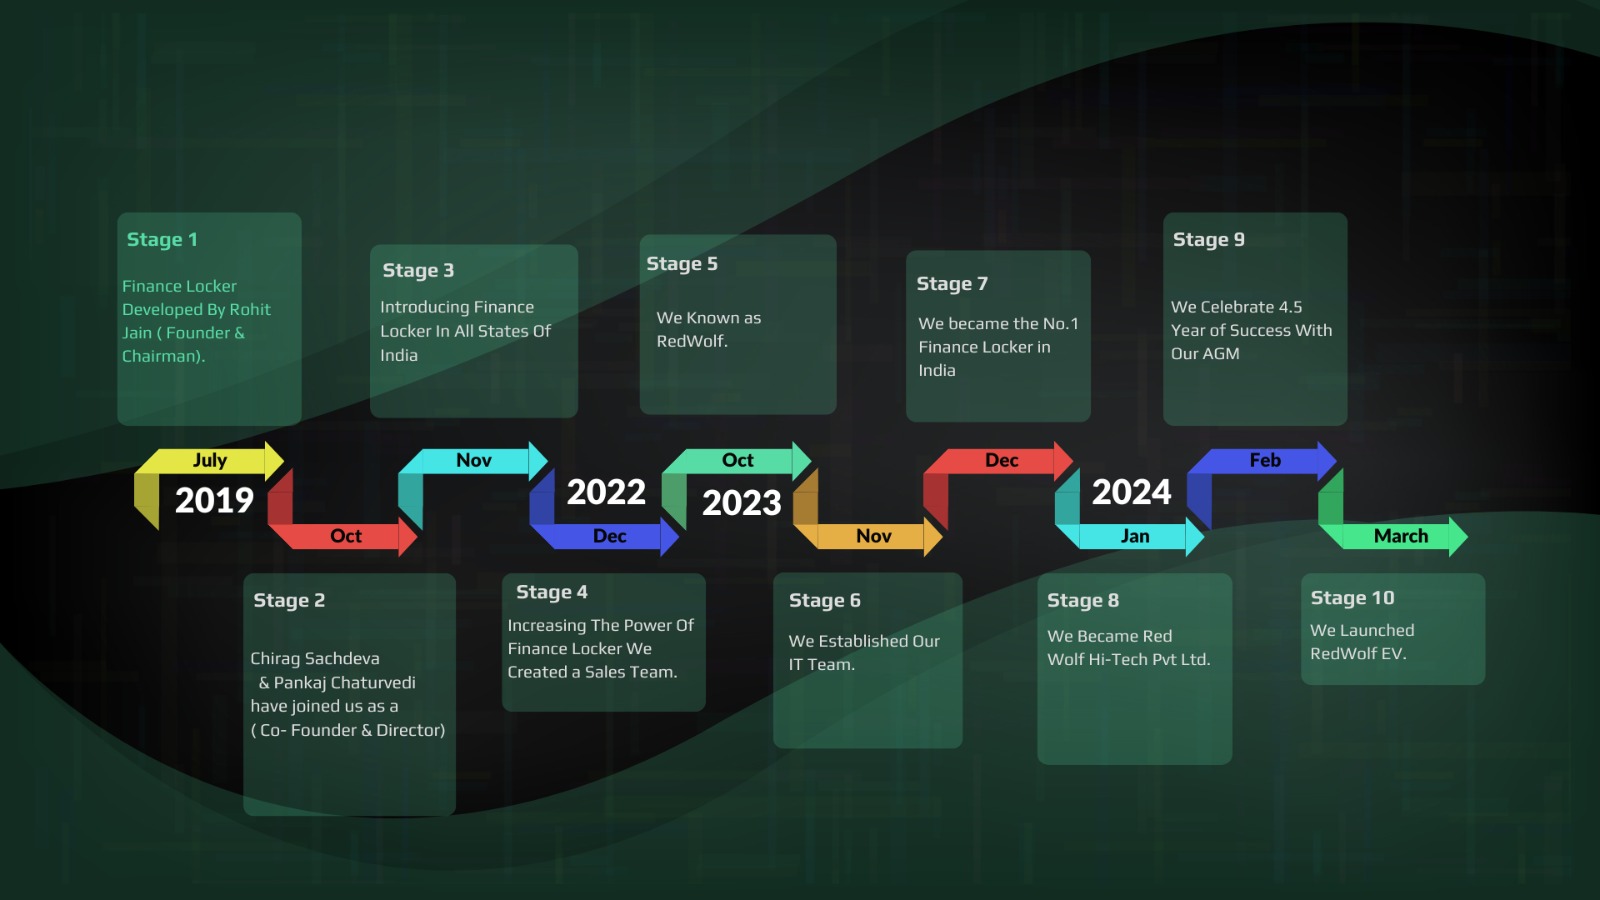 Stage 1
Finance Locker
Developed By Rohit
Jain ( Founder &
Chairman).
Stage 3
Introducing Finance
Locker In All States Of
India
Stage 5
We Known as
RedWolf.
Stage 7
We became the No.1
Finance Locker in
India
Stage 9
We Celebrate 4.5
Year of Success With
Our AGM
July
2019
Oct
Nov
2022
Dec
Oct
2023
Nov
Dec
2024
Jan
Feb
March
Stage 2
Chirag Sachdeva
& Pankaj Chaturvedi
have joined us as a
( Co- Founder & Director)
Stage 4
Increasing The Power Of
Finance Locker We
Created a Sales Team.
Stage 6
We Established Our
IT Team.
Stage 8
We Became Red
Wolf Hi-Tech Pvt Ltd.
Stage 10
We Launched
RedWolf EV.